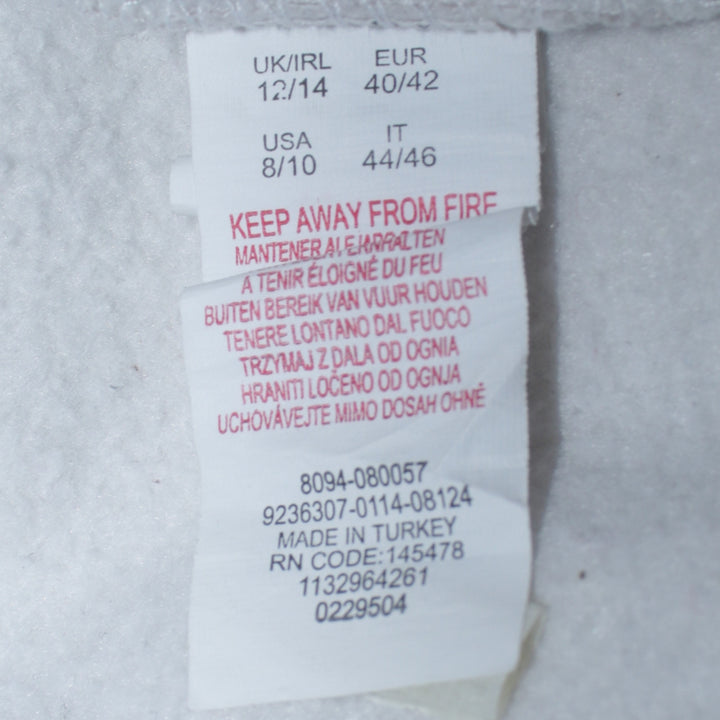 UK/IRL EUR
12/14 40/42
USA IT
8/10 44/46
KEEP AWAY FROM FIRE
MANTENER
A TENIR ÉLOIGNÉ DU FEU
BUITEN BEREIK VAN VUUR HOUDEN
TENERE LONTANO DAL FUOCO
TRZYMAJ Z DALA OD OGNIA
HRANITI LOČENO OD OGNJA
UCHOVÁVEJTE MIMO DOSAH OHNĚ
8094-080057
9236307-0114-08124
MADE IN TURKEY
RN CODE:145478
1132964261
0229504